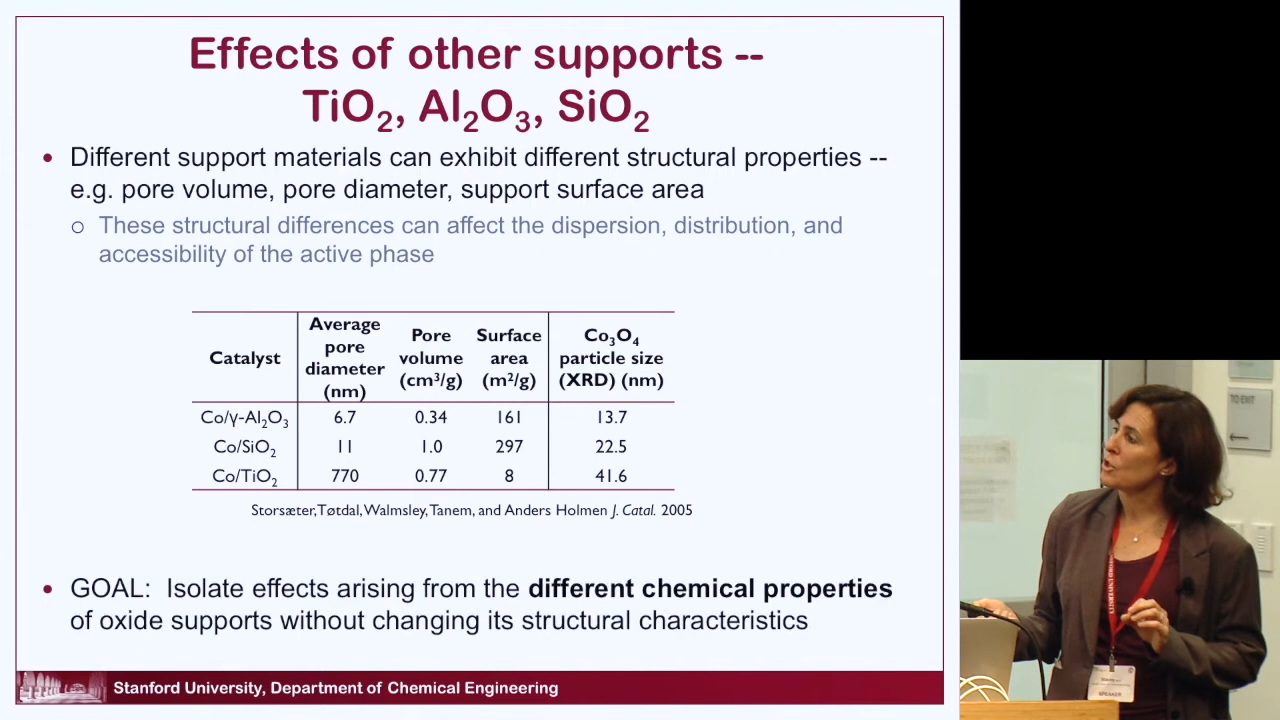 Effects of other supports --
TiO₂, Al₂O₃, SiO₂
• Different support materials can exhibit different structural properties --
e.g. pore volume, pore diameter, support surface area
○ These structural differences can affect the dispersion, distribution, and
accessibility of the active phase
Catalyst | Average pore diameter (nm) | Pore volume (cm³/g) | Surface area (m²/g) | Co₃O₄ particle size (XRD) (nm)
Co/γ-Al₂O₃ | 6.7 | 0.34 | 161 | 13.7
Co/SiO₂ | 11 | 1.0 | 297 | 22.5
Co/TiO₂ | 770 | 0.77 | 8 | 41.6
Storsæter,Tøtdal,Walmsley,Tanem, and Anders Holmen J. Catal. 2005
• GOAL: Isolate effects arising from the different chemical properties
of oxide supports without changing its structural characteristics
Stanford University, Department of Chemical Engineering
TO EXIT
SPEAKER